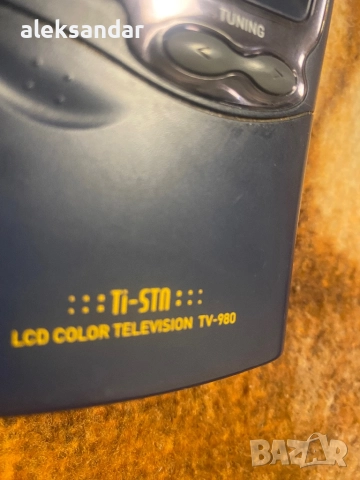 aleksandar
TUNING
Ti-STN
LCD COLOR TELEVISION TV-980
BAZAR